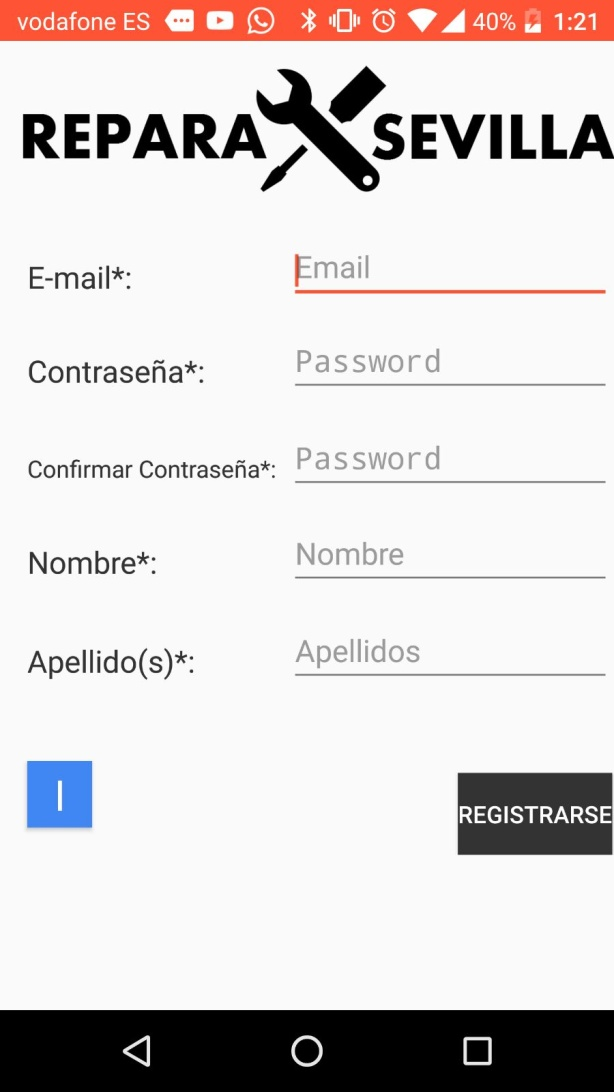 vodafone ES 40% 1:21
REPARA SEVILLA
E-mail*: Email
Contraseña*: Password
Confirmar Contraseña*: Password
Nombre*: Nombre
Apellido(s)*: Apellidos
I
REGISTRARSE